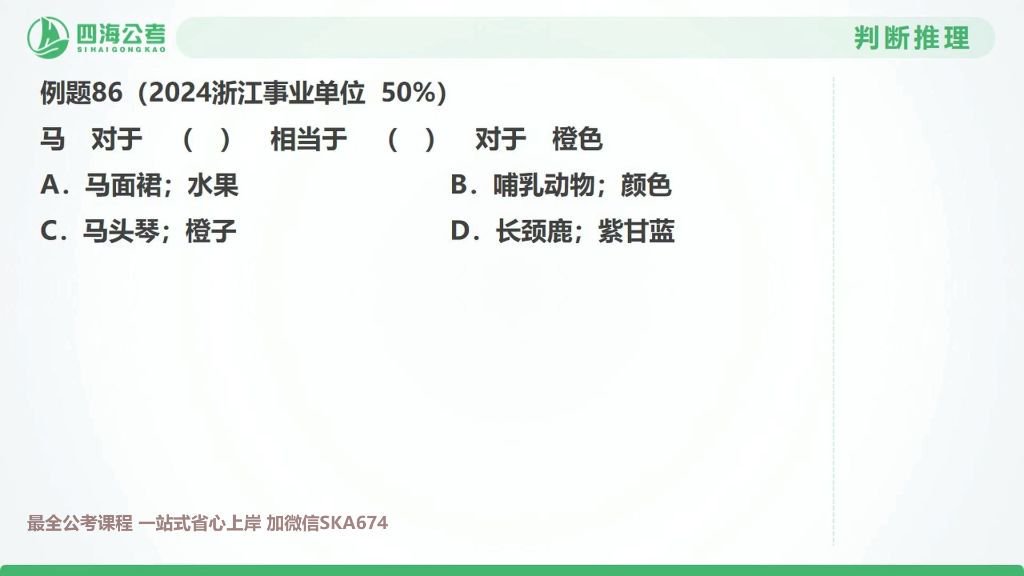 四海公考
SIHAIGONGKAO
判断推理
例题86（2024浙江事业单位 50%）
马 对于 （ ） 相当于 （ ） 对于 橙色
A．马面裙；水果 B．哺乳动物；颜色
C．马头琴；橙子 D．长颈鹿；紫甘蓝
最全公考课程 一站式省心上岸 加微信SKA674